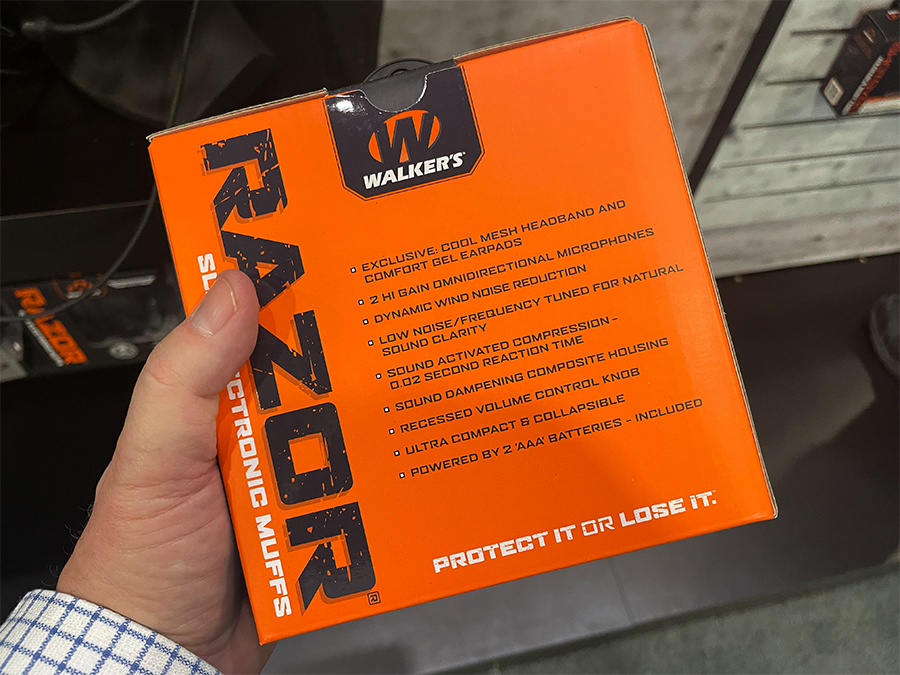 W
WALKER'S
RAZOR®
CTRONIC MUFFS
EXCLUSIVE: COOL MESH HEADBAND AND
COMFORT GEL EARPADS
2 HI GAIN OMNIDIRECTIONAL MICROPHONES
DYNAMIC WIND NOISE REDUCTION
LOW NOISE/FREQUENCY TUNED FOR NATURAL
SOUND CLARITY
SOUND ACTIVATED COMPRESSION –
0.02 SECOND REACTION TIME
SOUND DAMPENING COMPOSITE HOUSING
RECESSED VOLUME CONTROL KNOB
ULTRA COMPACT & COLLAPSIBLE
POWERED BY 2 'AAA' BATTERIES – INCLUDED
PROTECT IT OR LOSE IT.™
RAZOR